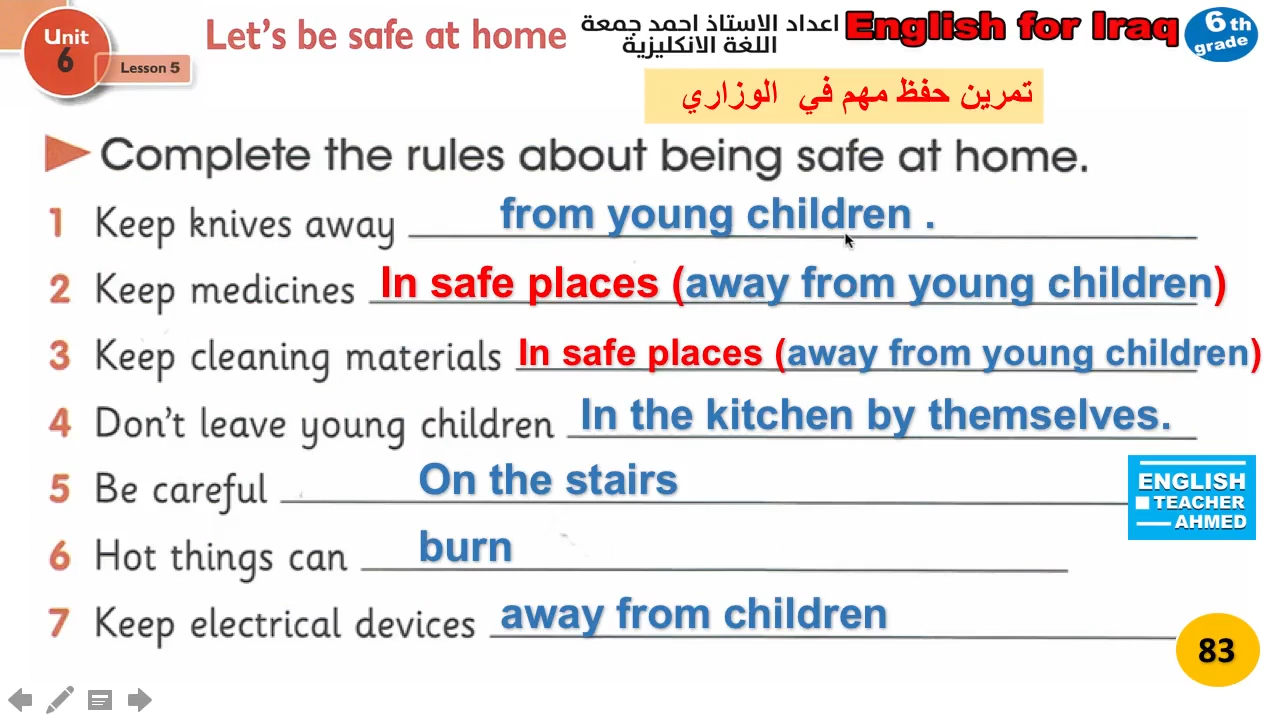 Unit
6
Lesson 5
Let's be safe at home
اعداد الاستاذ احمد جمعة
اللغة الانكليزية
English for Iraq
6 th
grade
تمرين حفظ مهم في الوزاري
Complete the rules about being safe at home.
1 Keep knives away from young children .
2 Keep medicines In safe places (away from young children)
3 Keep cleaning materials In safe places (away from young children)
4 Don't leave young children In the kitchen by themselves.
5 Be careful On the stairs
6 Hot things can burn
7 Keep electrical devices away from children
ENGLISH
TEACHER
AHMED
83